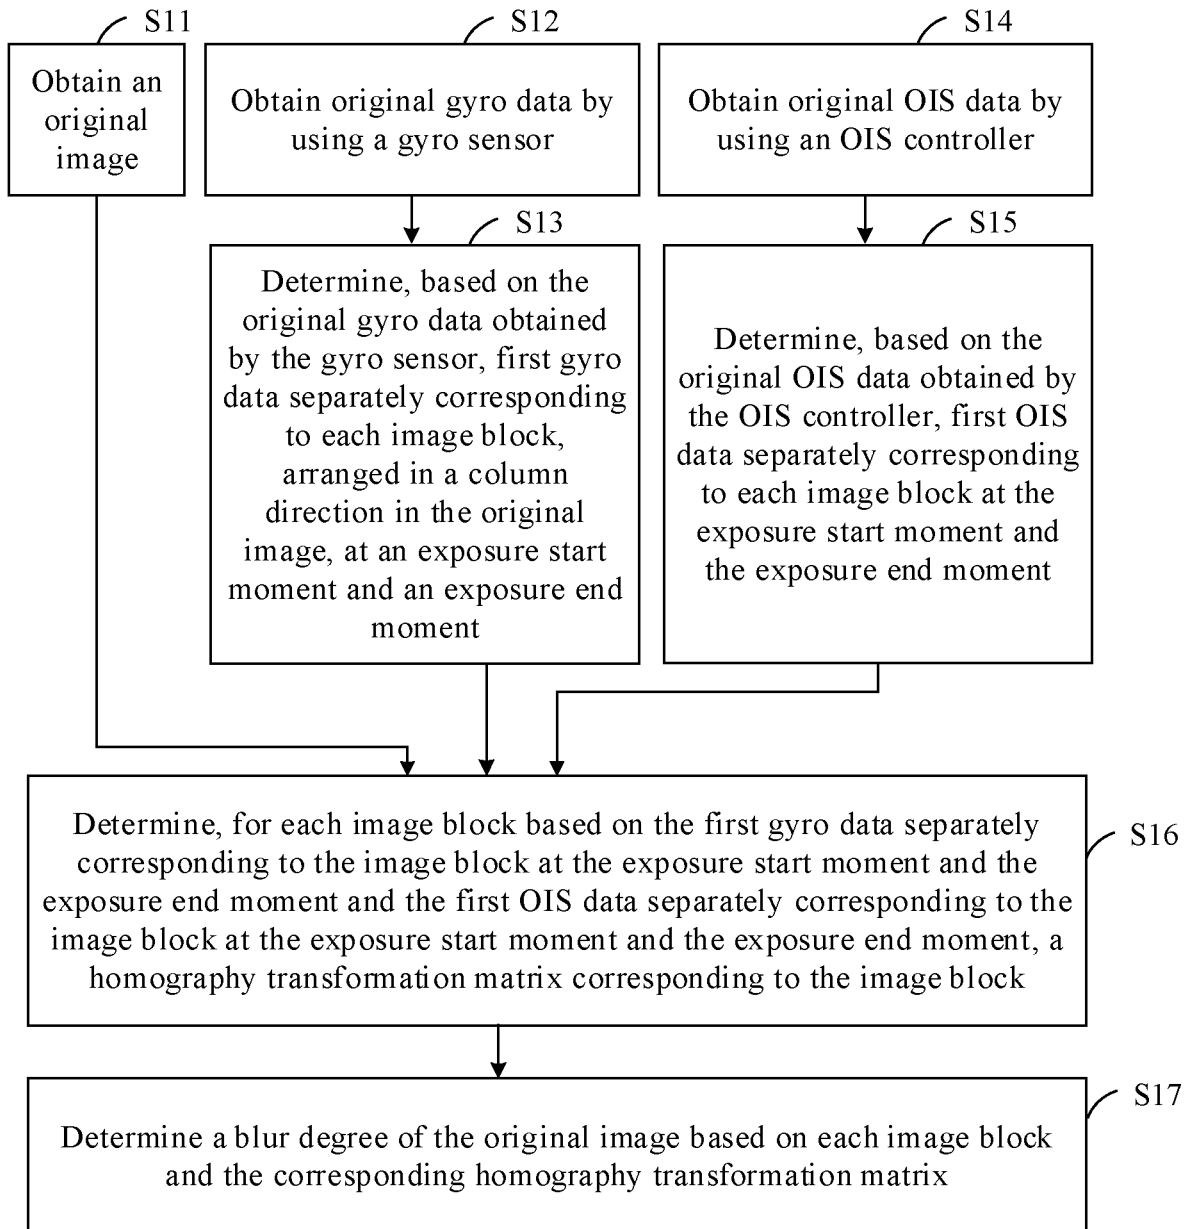 S11
Obtain an
original
image
S12
Obtain original gyro data by
using a gyro sensor
S14
Obtain original OIS data by
using an OIS controller
S13
Determine, based on the
original gyro data obtained
by the gyro sensor, first gyro
data separately corresponding
to each image block,
arranged in a column
direction in the original
image, at an exposure start
moment and an exposure end
moment
S15
Determine, based on the
original OIS data obtained by
the OIS controller, first OIS
data separately corresponding
to each image block at the
exposure start moment and
the exposure end moment
S16
Determine, for each image block based on the first gyro data separately
corresponding to the image block at the exposure start moment and the
exposure end moment and the first OIS data separately corresponding to the
image block at the exposure start moment and the exposure end moment, a
homography transformation matrix corresponding to the image block
S17
Determine a blur degree of the original image based on each image block
and the corresponding homography transformation matrix